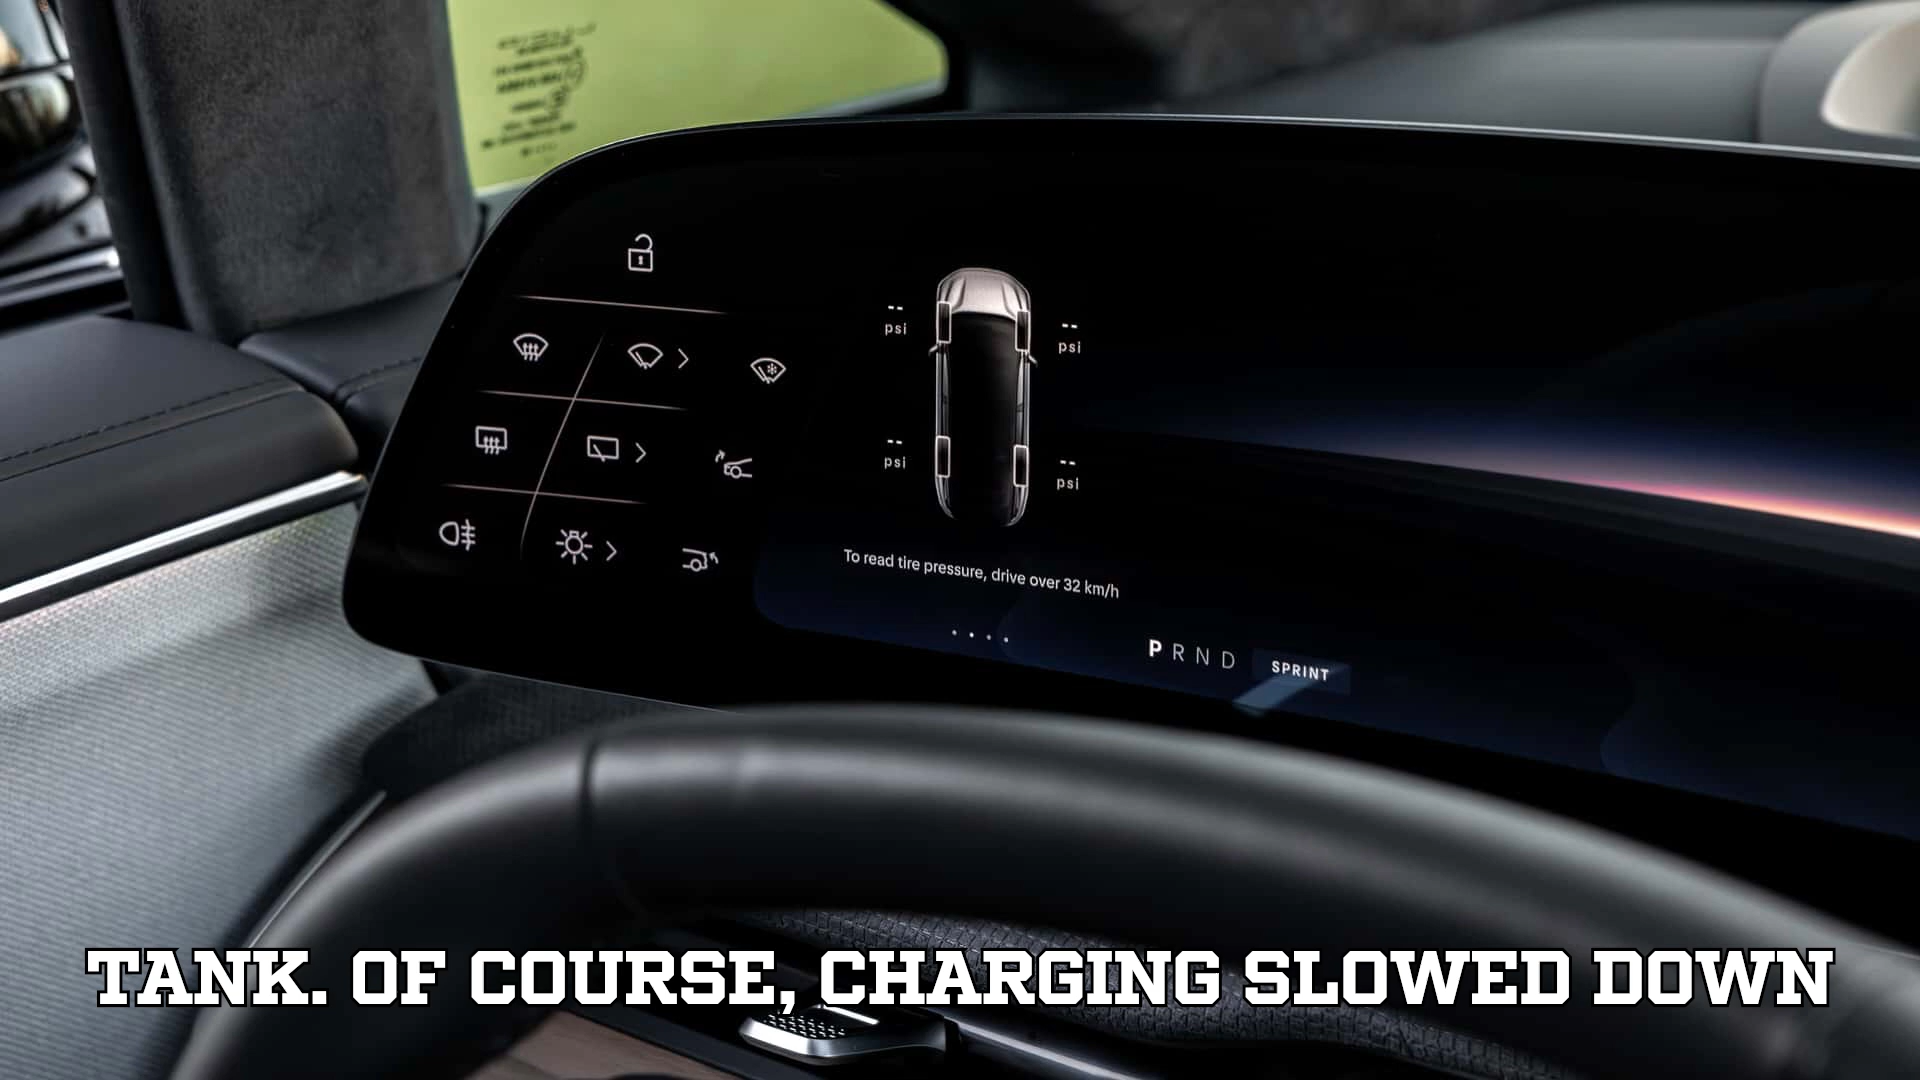 --
psi
--
psi
--
psi
--
psi
To read tire pressure, drive over 32 km/h
P R N D SPRINT
TANK. OF COURSE, CHARGING SLOWED DOWN